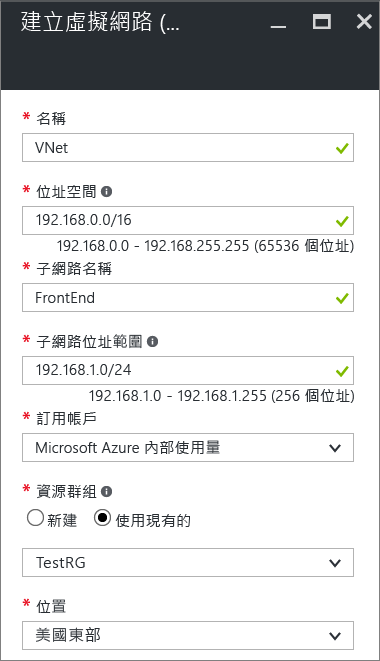 建立虛擬網路 (...
* 名稱
VNet
* 位址空間
192.168.0.0/16
192.168.0.0 - 192.168.255.255 (65536 個位址)
* 子網路名稱
FrontEnd
* 子網路位址範圍
192.168.1.0/24
192.168.1.0 - 192.168.1.255 (256 個位址)
* 訂用帳戶
Microsoft Azure 內部使用量
* 資源群組
新建 使用現有的
TestRG
* 位置
美國東部